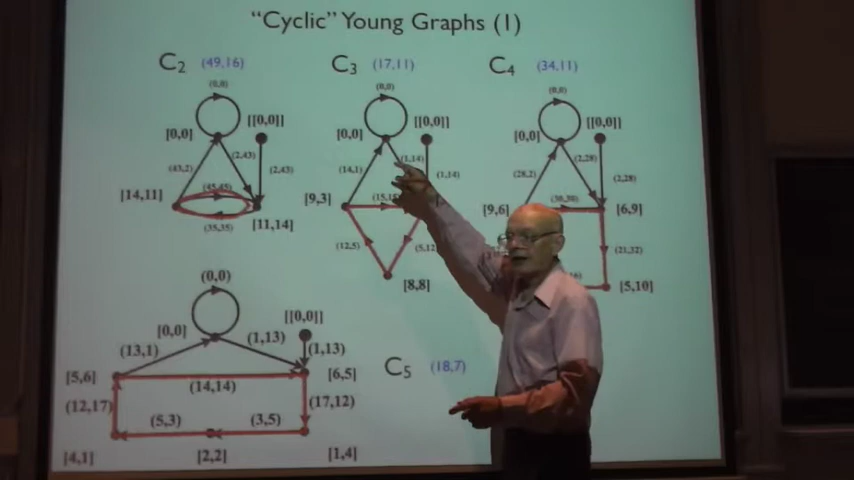 “Cyclic” Young Graphs (1)
C2 (49,16)
(0,0)
[0,0] [[0,0]]
(43,2) (2,43) (2,43)
(45,45)
[14,11]
(35,35) [11,14]
C3 (17,11)
(0,0)
[0,0] [[0,0]]
(14,1) (1,14) (1,14)
[9,3]
(12,5)
[8,8]
C4 (34,11)
(0,0)
[0,0] [[0,0]]
(28,2) (2,28) (2,28)
(30,30)
[9,6] [6,9]
(21,32)
[5,10]
(0,0)
[0,0] [[0,0]]
(13,1) (1,13) (1,13)
[5,6] [6,5]
(14,14)
(12,17) (17,12)
(5,3) (3,5)
[4,1] [2,2] [1,4]
C5 (18,7)